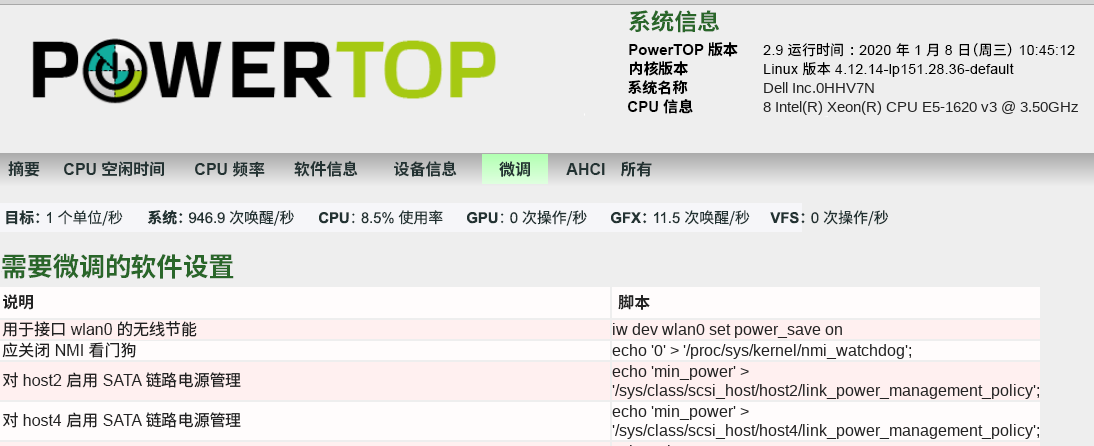 POWERTOP
系统信息
PowerTOP 版本 2.9 运行时间：2020 年 1 月 8 日（周三） 10:45:12
内核版本 Linux 版本 4.12.14-lp151.28.36-default
系统名称 Dell Inc.0HHV7N
CPU 信息 8 Intel(R) Xeon(R) CPU E5-1620 v3 @ 3.50GHz
摘要 CPU 空闲时间 CPU 频率 软件信息 设备信息 微调 AHCI 所有
目标：1 个单位/秒 系统：946.9 次唤醒/秒 CPU：8.5% 使用率 GPU：0 次操作/秒 GFX：11.5 次唤醒/秒 VFS：0 次操作/秒
需要微调的软件设置
说明 脚本
用于接口 wlan0 的无线节能 iw dev wlan0 set power_save on
应关闭 NMI 看门狗 echo '0' > '/proc/sys/kernel/nmi_watchdog';
对 host2 启用 SATA 链路电源管理 echo 'min_power' >
'/sys/class/scsi_host/host2/link_power_management_policy';
对 host4 启用 SATA 链路电源管理 echo 'min_power' >
'/sys/class/scsi_host/host4/link_power_management_policy';